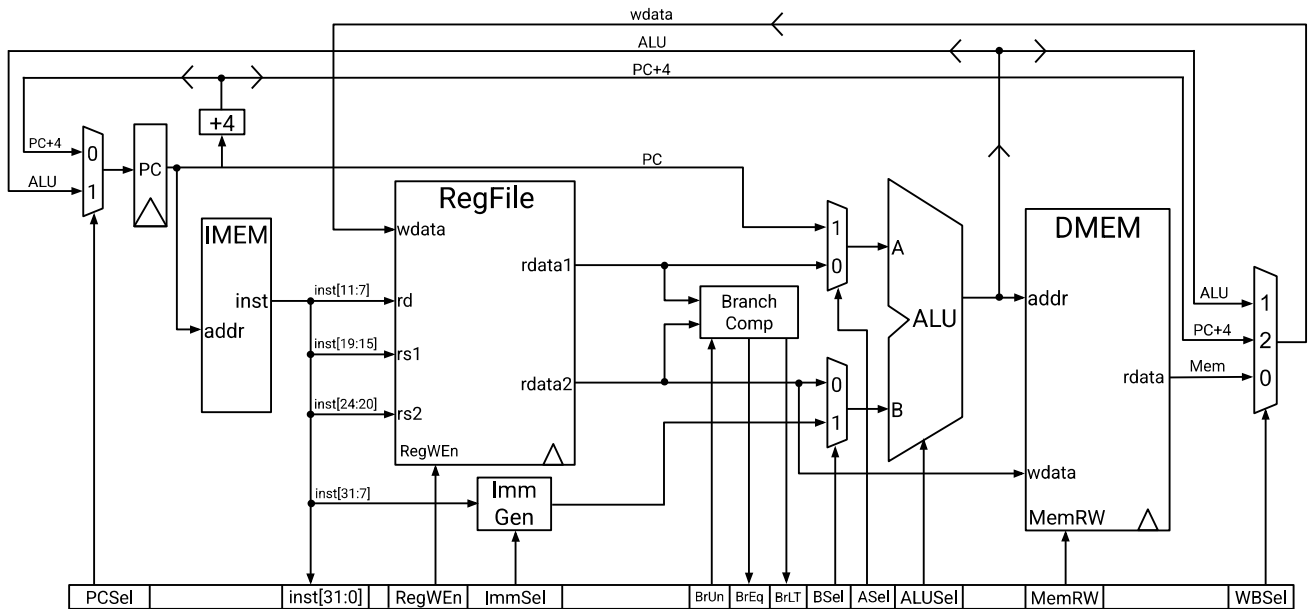 wdata
ALU
PC+4
+4
PC+4
0
PC
PC
ALU
1
RegFile
wdata
IMEM
inst
addr
inst[11:7]
rd
inst[19:15]
rs1
inst[24:20]
rs2
rdata1
rdata2
RegWEn
inst[31:7]
Imm
Gen
Branch
Comp
1
0
0
1
A
ALU
B
DMEM
addr
rdata
wdata
MemRW
ALU
1
PC+4
2
Mem
0
PCSel inst[31:0] RegWEn ImmSel BrUn BrEq BrLT BSel ASel ALUSel MemRW WBSel